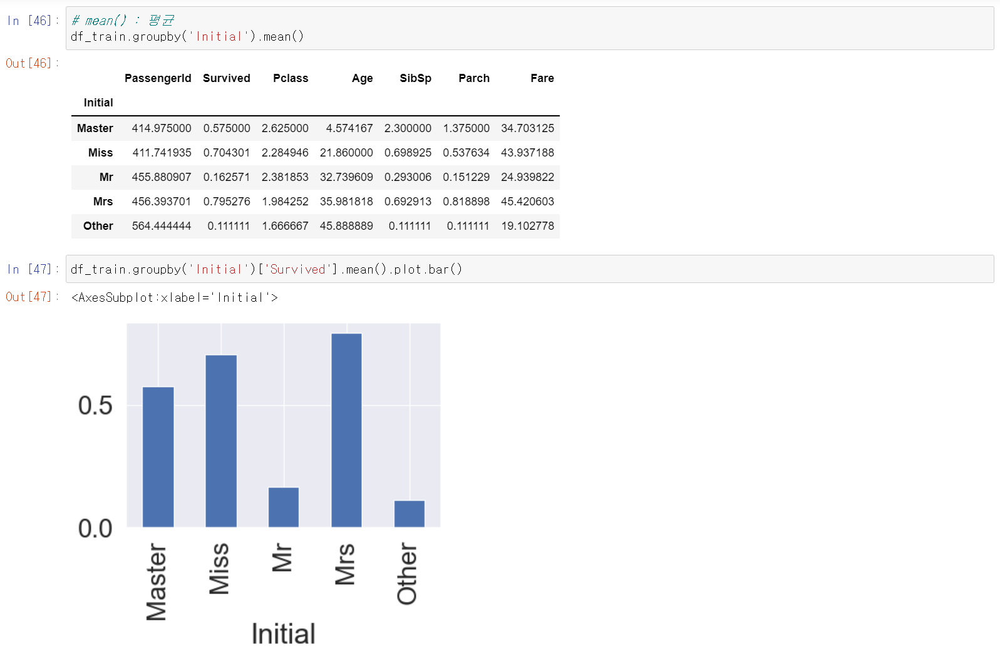 In [46]: # mean() : 평균
df_train.groupby('Initial').mean()
Out[46]:
PassengerId Survived Pclass Age SibSp Parch Fare
Initial
Master 414.975000 0.575000 2.625000 4.574167 2.300000 1.375000 34.703125
Miss 411.741935 0.704301 2.284946 21.860000 0.698925 0.537634 43.937188
Mr 455.880907 0.162571 2.381853 32.739609 0.293006 0.151229 24.939822
Mrs 456.393701 0.795276 1.984252 35.981818 0.692913 0.818898 45.420603
Other 564.444444 0.111111 1.666667 45.888889 0.111111 0.111111 19.102778
In [47]: df_train.groupby('Initial')['Survived'].mean().plot.bar()
Out[47]: <AxesSubplot:xlabel='Initial'>
0.5
0.0
Master Miss Mr Mrs Other
Initial